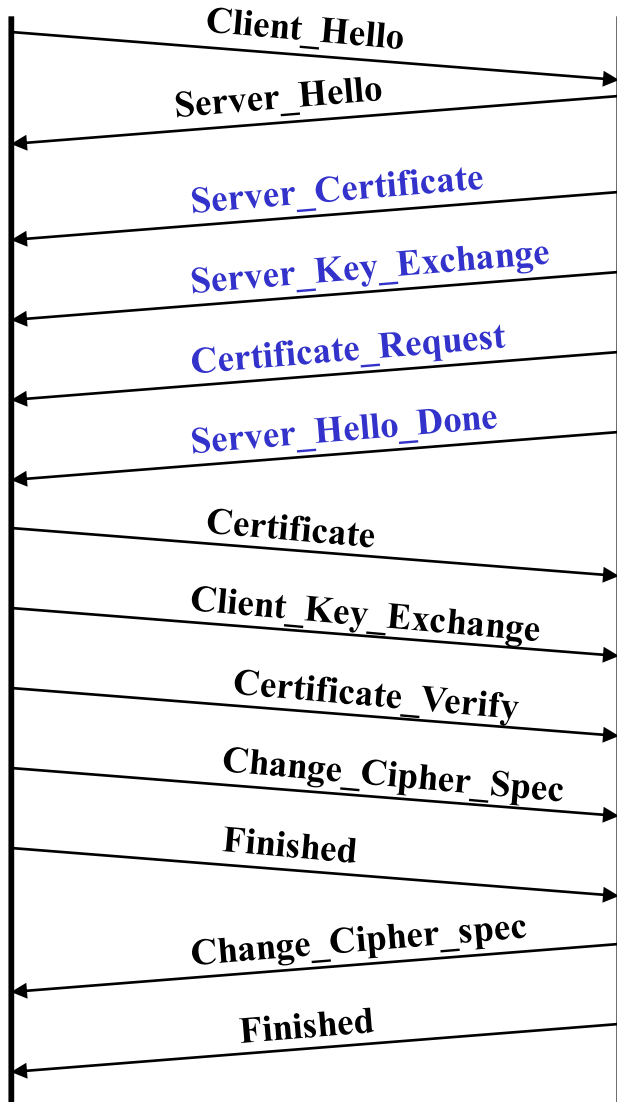 Client_Hello
Server_Hello
Server_Certificate
Server_Key_Exchange
Certificate_Request
Server_Hello_Done
Certificate
Client_Key_Exchange
Certificate_Verify
Change_Cipher_Spec
Finished
Change_Cipher_spec
Finished